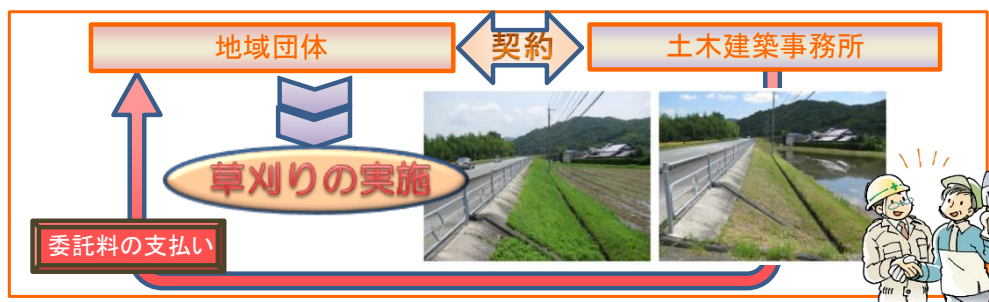 地域団体
契約
土木建築事務所
草刈りの実施
委託料の支払い